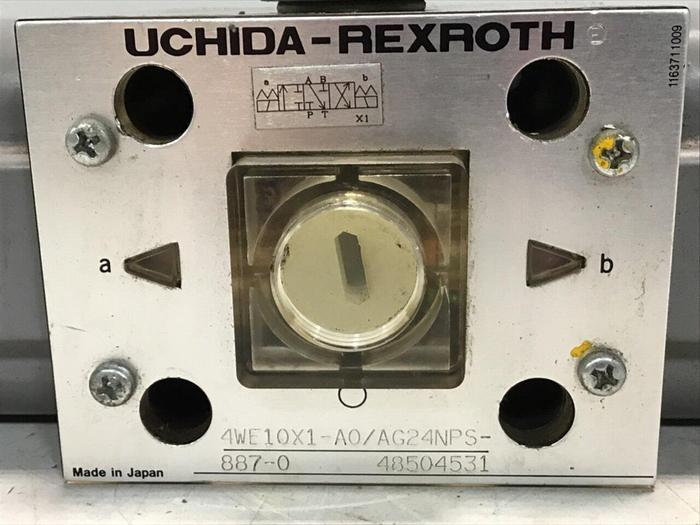 UCHIDA-REXROTH
1163711009
a A B b
P T
X1
a b
4WE10X1-A0/AG24NPS-
887-0 48504531
Made in Japan